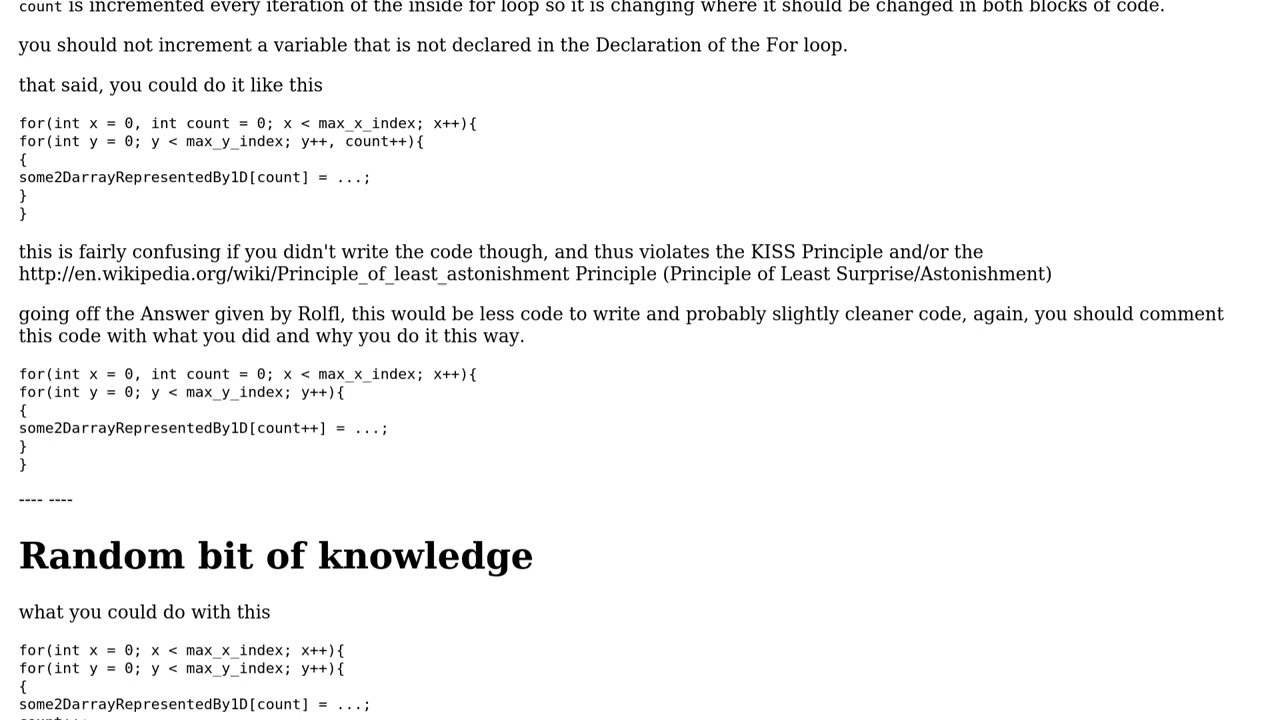 count is incremented every iteration of the inside for loop so it is changing where it should be changed in both blocks of code.
you should not increment a variable that is not declared in the Declaration of the For loop.
that said, you could do it like this
for(int x = 0, int count = 0; x < max_x_index; x++){
for(int y = 0; y < max_y_index; y++, count++){
{
some2DarrayRepresentedBy1D[count] = ...;
}
}
this is fairly confusing if you didn't write the code though, and thus violates the KISS Principle and/or the
http://en.wikipedia.org/wiki/Principle_of_least_astonishment Principle (Principle of Least Surprise/Astonishment)
going off the Answer given by Rolfl, this would be less code to write and probably slightly cleaner code, again, you should comment
this code with what you did and why you do it this way.
for(int x = 0, int count = 0; x < max_x_index; x++){
for(int y = 0; y < max_y_index; y++){
{
some2DarrayRepresentedBy1D[count++] = ...;
}
}
---- ----
Random bit of knowledge
what you could do with this
for(int x = 0; x < max_x_index; x++){
for(int y = 0; y < max_y_index; y++){
{
some2DarrayRepresentedBy1D[count] = ...;